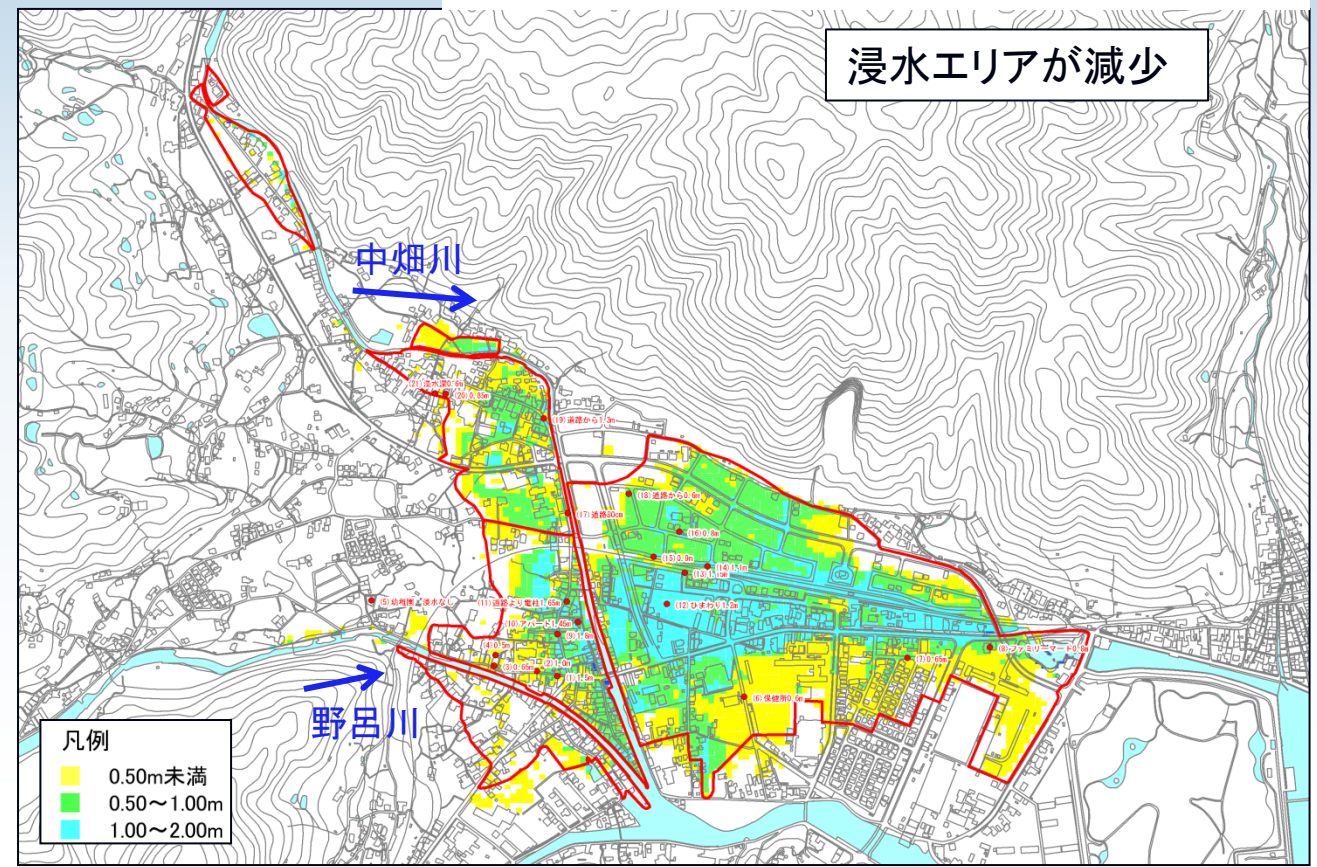 浸水エリアが減少
中畑川
(21)浸水深0.6m
(20)0.85m
(19)道路から1.3m
(18)道路から0.6m
(17)道路80cm
(16)0.8m
(15)0.9m
(14)1.4m
(12)ひまわり1.2m
(5)幼稚園 浸水なし
(11)道路より電柱1.65m
(10)アパート1.45m
(9)1.8m
(4)0.5m
(3)0.65m
(2)1.0m
(1)1.5m
(8)ファミリーマート0.8m
(7)0.65m
(6)保健所0.6m
野呂川
凡例
0.50m未満
0.50～1.00m
1.00～2.00m